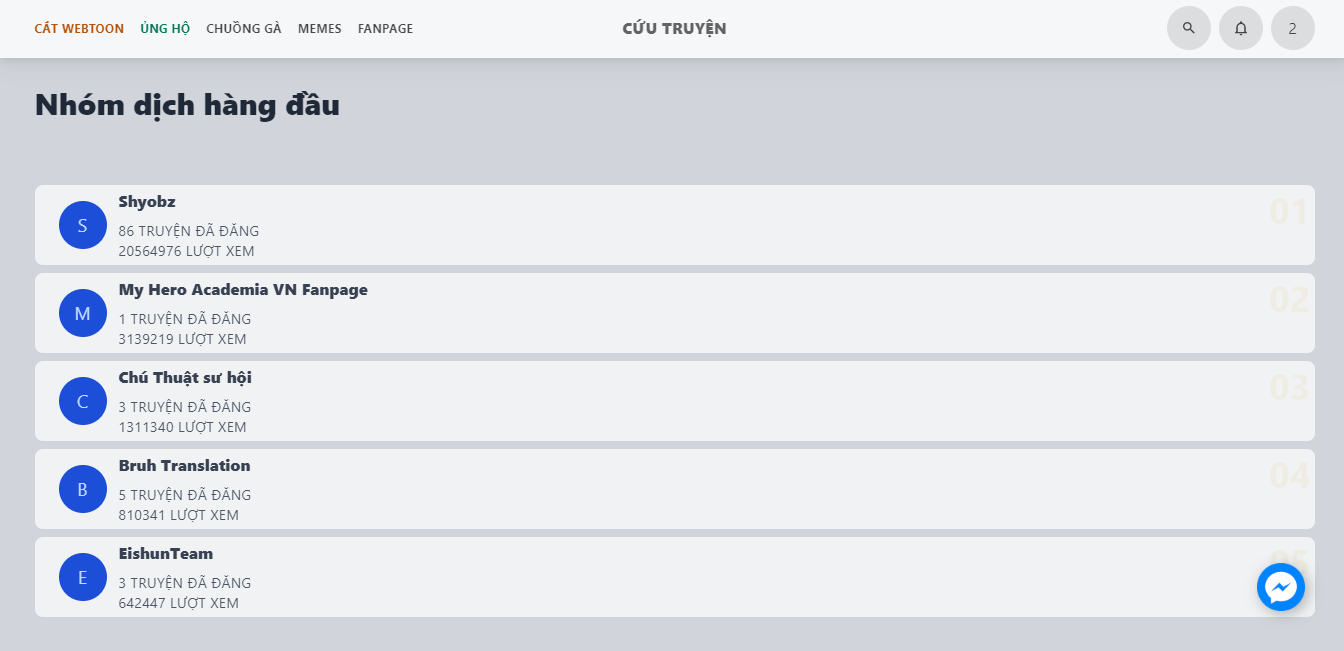 CẮT WEBTOON ỦNG HỘ CHUỒNG GÀ MEMES FANPAGE CỨU TRUYỆN 2
Nhóm dịch hàng đầu
S Shyobz 01
86 TRUYỆN ĐÃ ĐĂNG
20564976 LƯỢT XEM
M My Hero Academia VN Fanpage 02
1 TRUYỆN ĐÃ ĐĂNG
3139219 LƯỢT XEM
C Chú Thuật sư hội 03
3 TRUYỆN ĐÃ ĐĂNG
1311340 LƯỢT XEM
B Bruh Translation 04
5 TRUYỆN ĐÃ ĐĂNG
810341 LƯỢT XEM
E EishunTeam 05
3 TRUYỆN ĐÃ ĐĂNG
642447 LƯỢT XEM